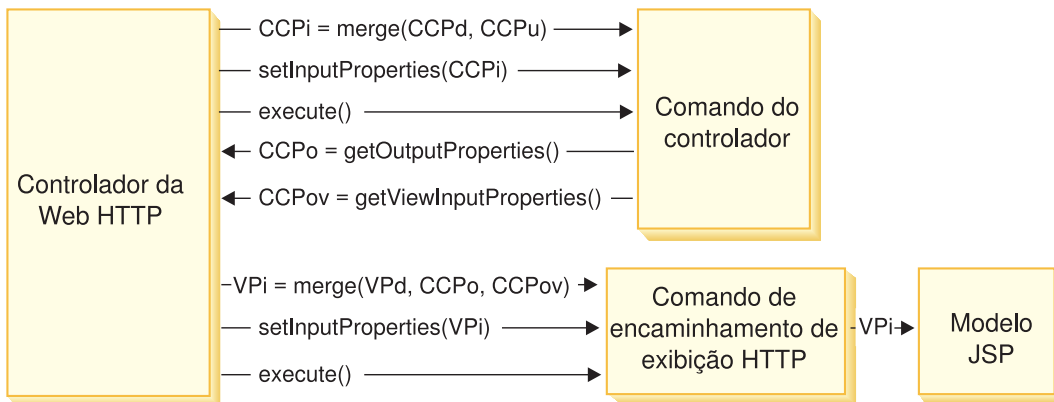 Controlador da
Web HTTP
CCPi = merge(CCPd, CCPu)
setInputProperties(CCPi)
execute()
CCPo = getOutputProperties()
CCPov = getViewInputProperties()
Comando do
controlador
VPi = merge(VPd, CCPo, CCPov)
setInputProperties(VPi)
execute()
Comando de
encaminhamento de
exibição HTTP
VPi
Modelo
JSP